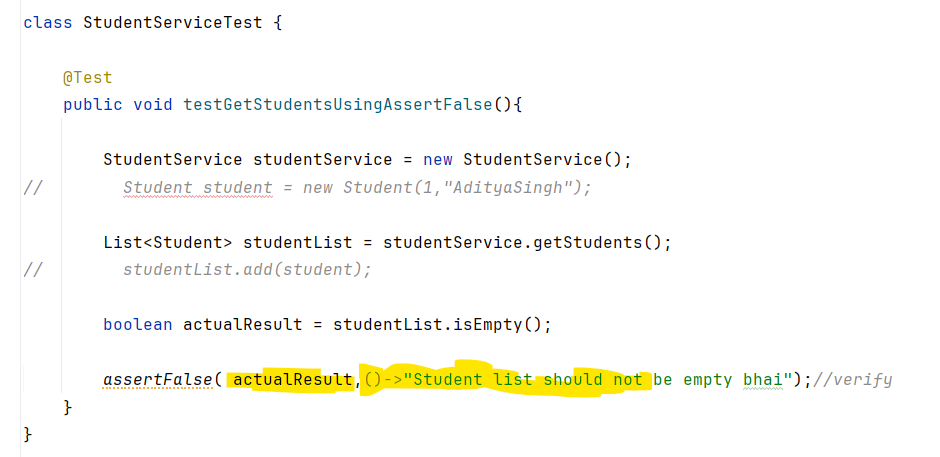 class StudentServiceTest {
@Test
public void testGetStudentsUsingAssertFalse(){
StudentService studentService = new StudentService();
// Student student = new Student(1,"AdityaSingh");
List<Student> studentList = studentService.getStudents();
// studentList.add(student);
boolean actualResult = studentList.isEmpty();
assertFalse( actualResult,()->"Student list should not be empty bhai");//verify
}
}